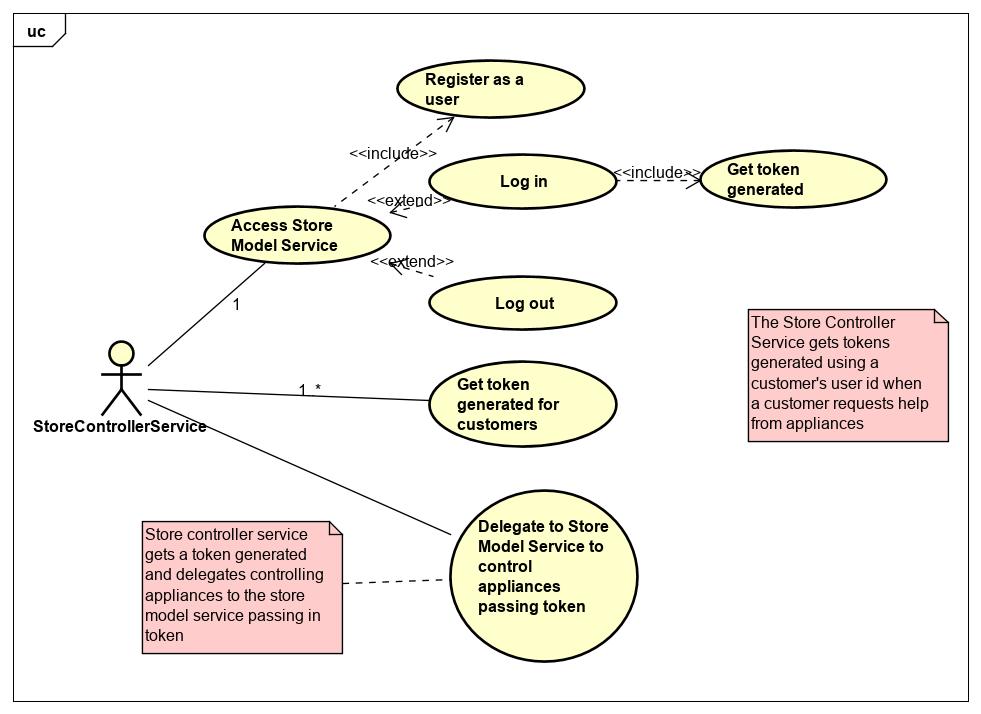 uc
Register as a
user
<<include>>
Log in
<<include>>
Get token
generated
<<extend>>
Access Store
Model Service
<<extend>>
Log out
1
The Store Controller
Service gets tokens
generated using a
customer's user id when
a customer requests help
from appliances
StoreControllerService
1..*
Get token
generated for
customers
Delegate to Store
Model Service to
control
appliances
passing token
Store controller service
gets a token generated
and delegates controlling
appliances to the store
model service passing in
token